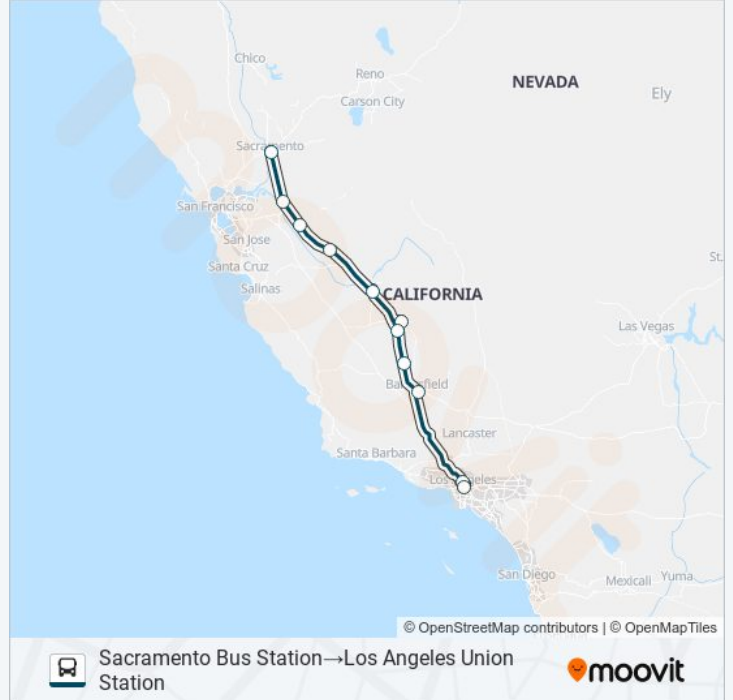 Chico
Reno
NEVADA
Carson City
Ely
Sacramento
San Francisco
San Jose
St.
Santa Cruz
Salinas
CALIFORNIA
Las Vegas
Bakersfield
Lancaster
Santa Barbara
Los Angeles
San Diego
Mexicali
Yuma
© OpenStreetMap contributors | © OpenMapTiles
Sacramento Bus Station→Los Angeles Union
Station
moovit